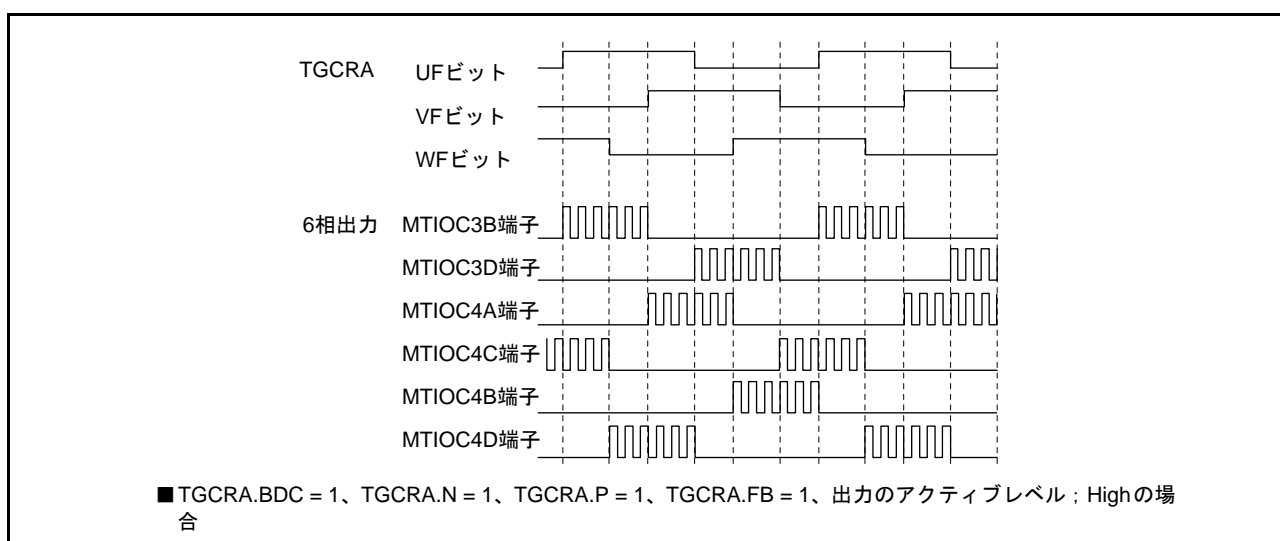 TGCRA UFビット
VFビット
WFビット
6相出力 MTIOC3B端子
MTIOC3D端子
MTIOC4A端子
MTIOC4C端子
MTIOC4B端子
MTIOC4D端子
■TGCRA.BDC = 1、TGCRA.N = 1、TGCRA.P = 1、TGCRA.FB = 1、出力のアクティブレベル；Highの場
合